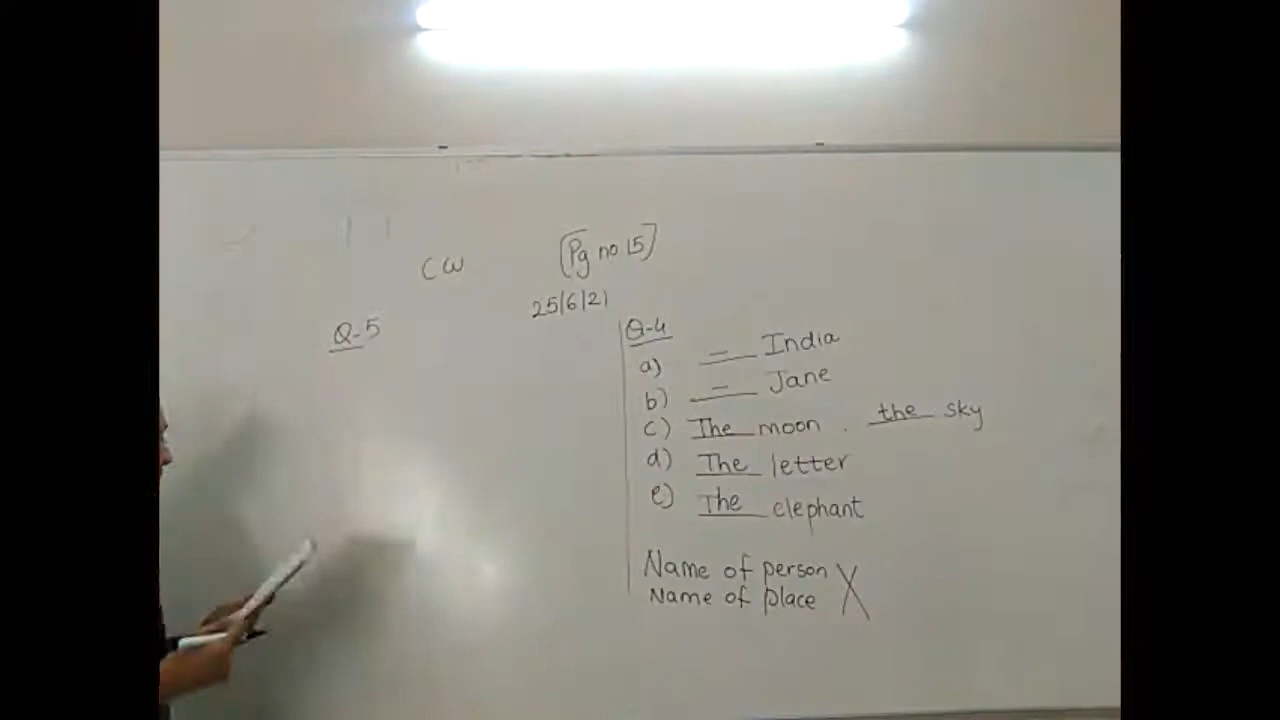 CW [Pg no 15]
25/6/21
Q-5
Q-4
a) _-_ India
b) _-_ Jane
c) The moon . the sky
d) The letter
e) The elephant
Name of person X
Name of place